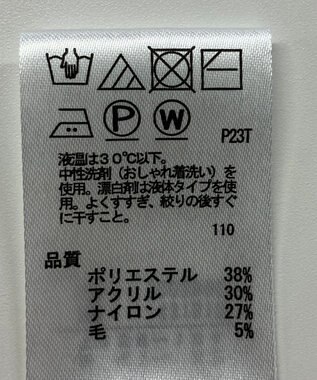 P W
P23T
液温は30℃以下。
中性洗剤（おしゃれ着洗い）を
使用。漂白剤は液体タイプを使
用。よくすすぎ、絞りの後すぐ
に干すこと。
110
品質
ポリエステル 38%
アクリル 30%
ナイロン 27%
毛 5%